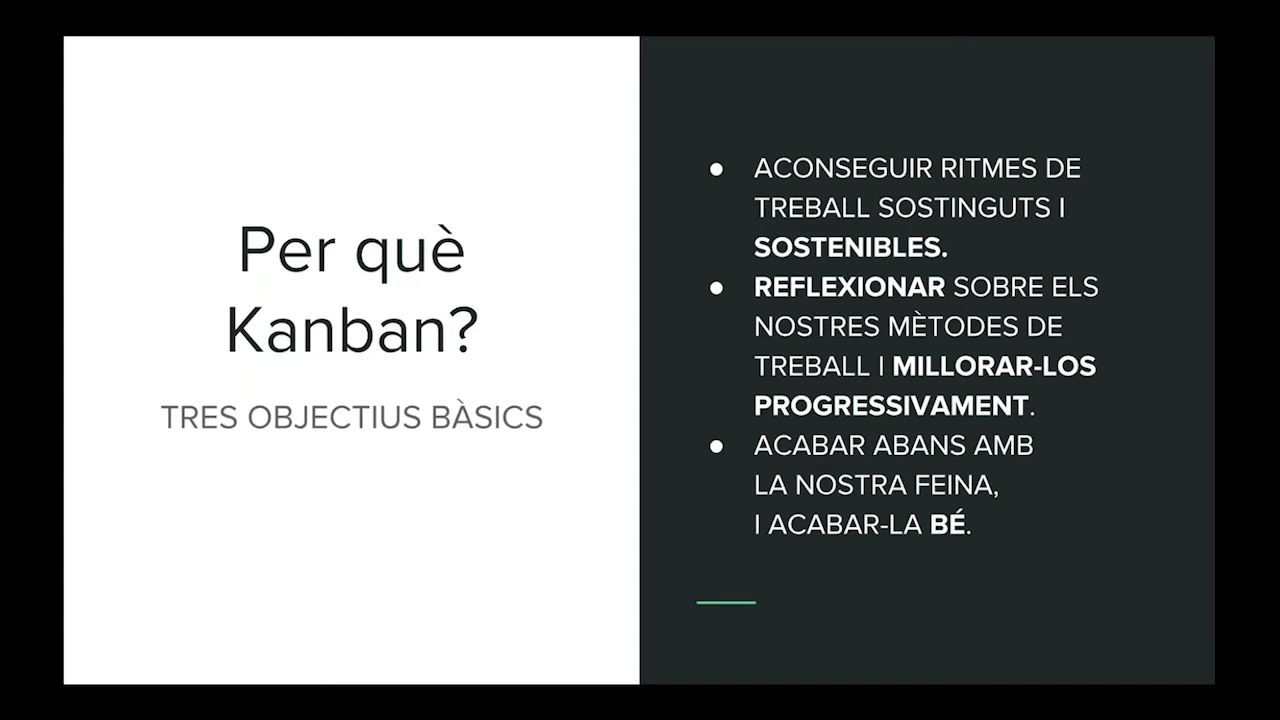 Per què
Kanban?
TRES OBJECTIUS BÀSICS
● ACONSEGUIR RITMES DE
TREBALL SOSTINGUTS I
SOSTENIBLES.
● REFLEXIONAR SOBRE ELS
NOSTRES MÈTODES DE
TREBALL I MILLORAR-LOS
PROGRESSIVAMENT.
● ACABAR ABANS AMB
LA NOSTRA FEINA,
I ACABAR-LA BÉ.